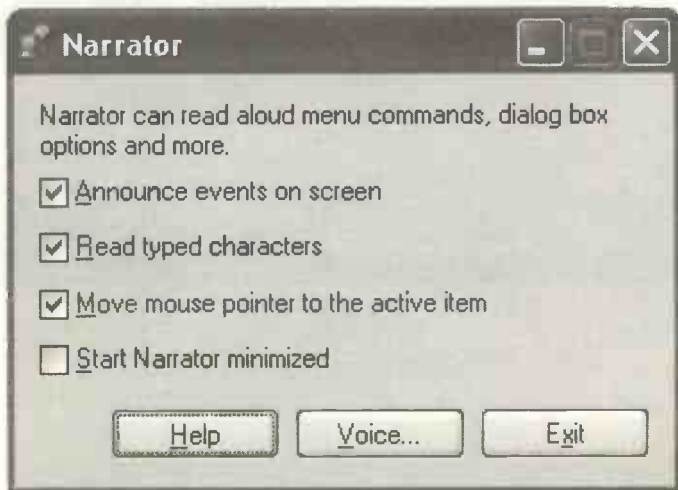 Narrator
Narrator can read aloud menu commands, dialog box
options and more.
Announce events on screen
Read typed characters
Move mouse pointer to the active item
Start Narrator minimized
Help Voice... Exit